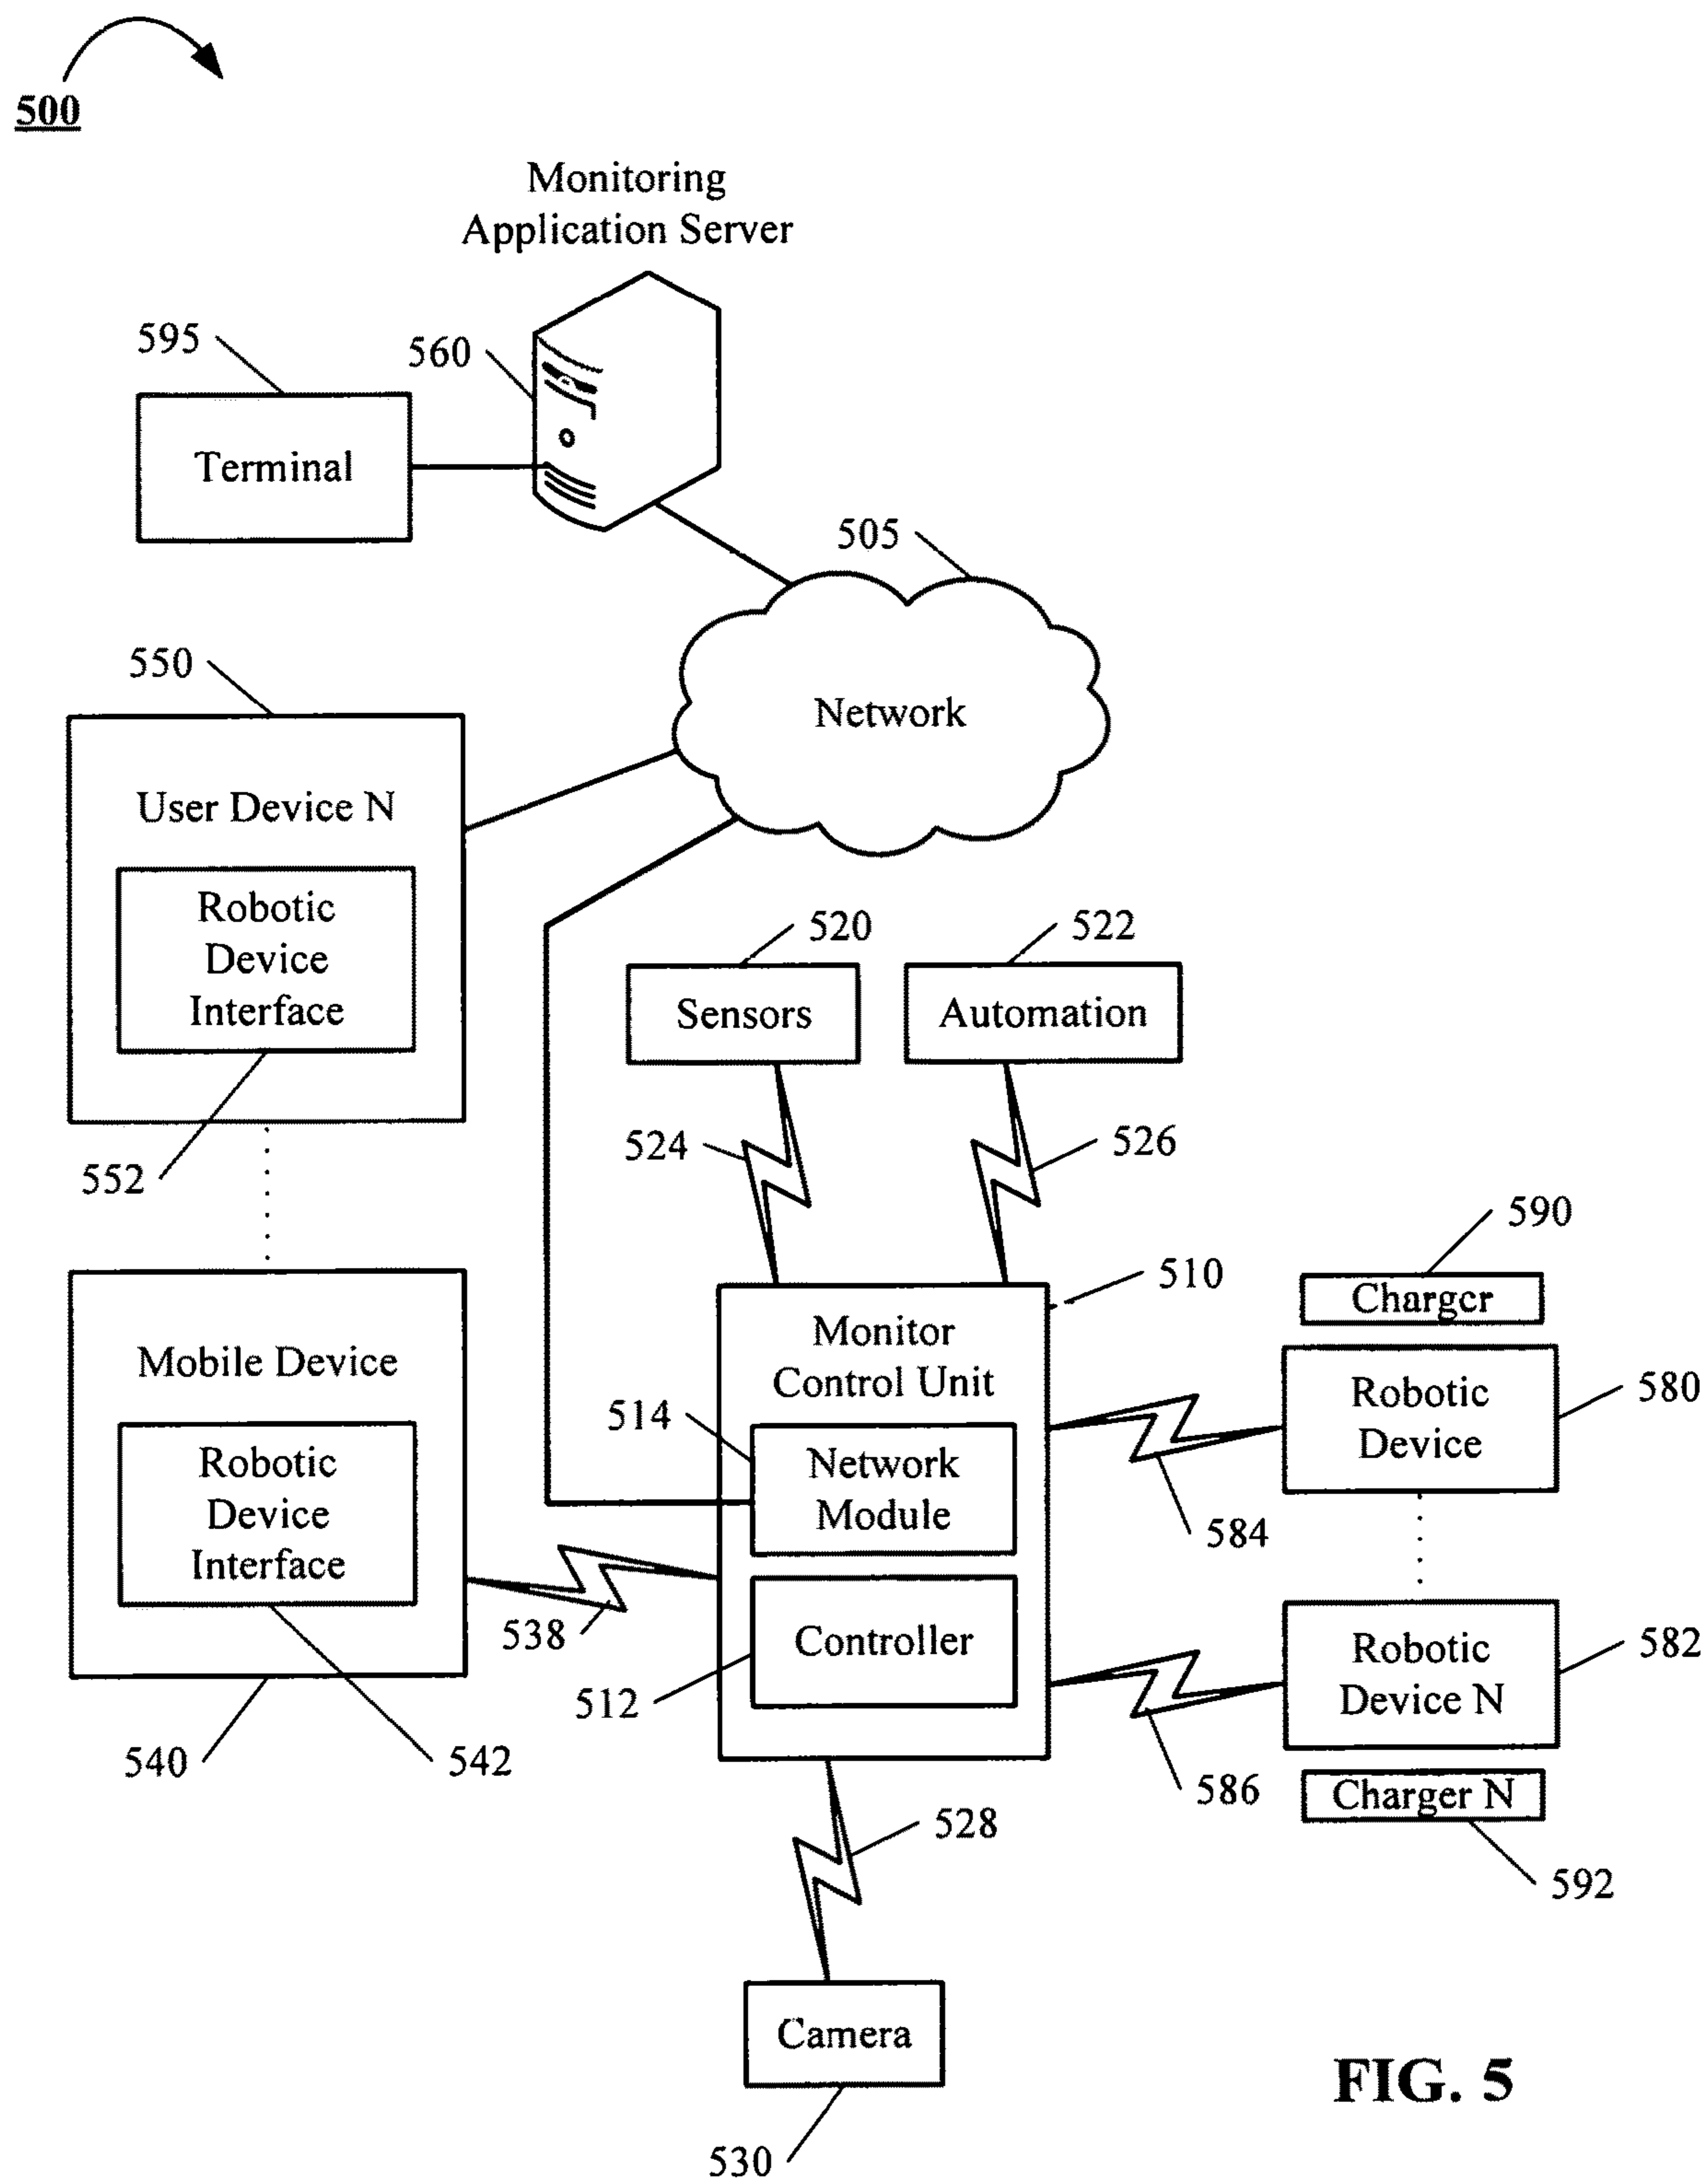 500
Monitoring
Application Server
595
560
Terminal
505
Network
550
User Device N
Robotic
Device
Interface
552
520
522
Sensors
Automation
524
526
590
Charger
510
Monitor
Control Unit
Mobile Device
Robotic
Device
580
514
Network
Module
Robotic
Device
Interface
584
538
Controller
512
Robotic
Device N
582
540
542
586
Charger N
592
528
Camera
530
FIG. 5